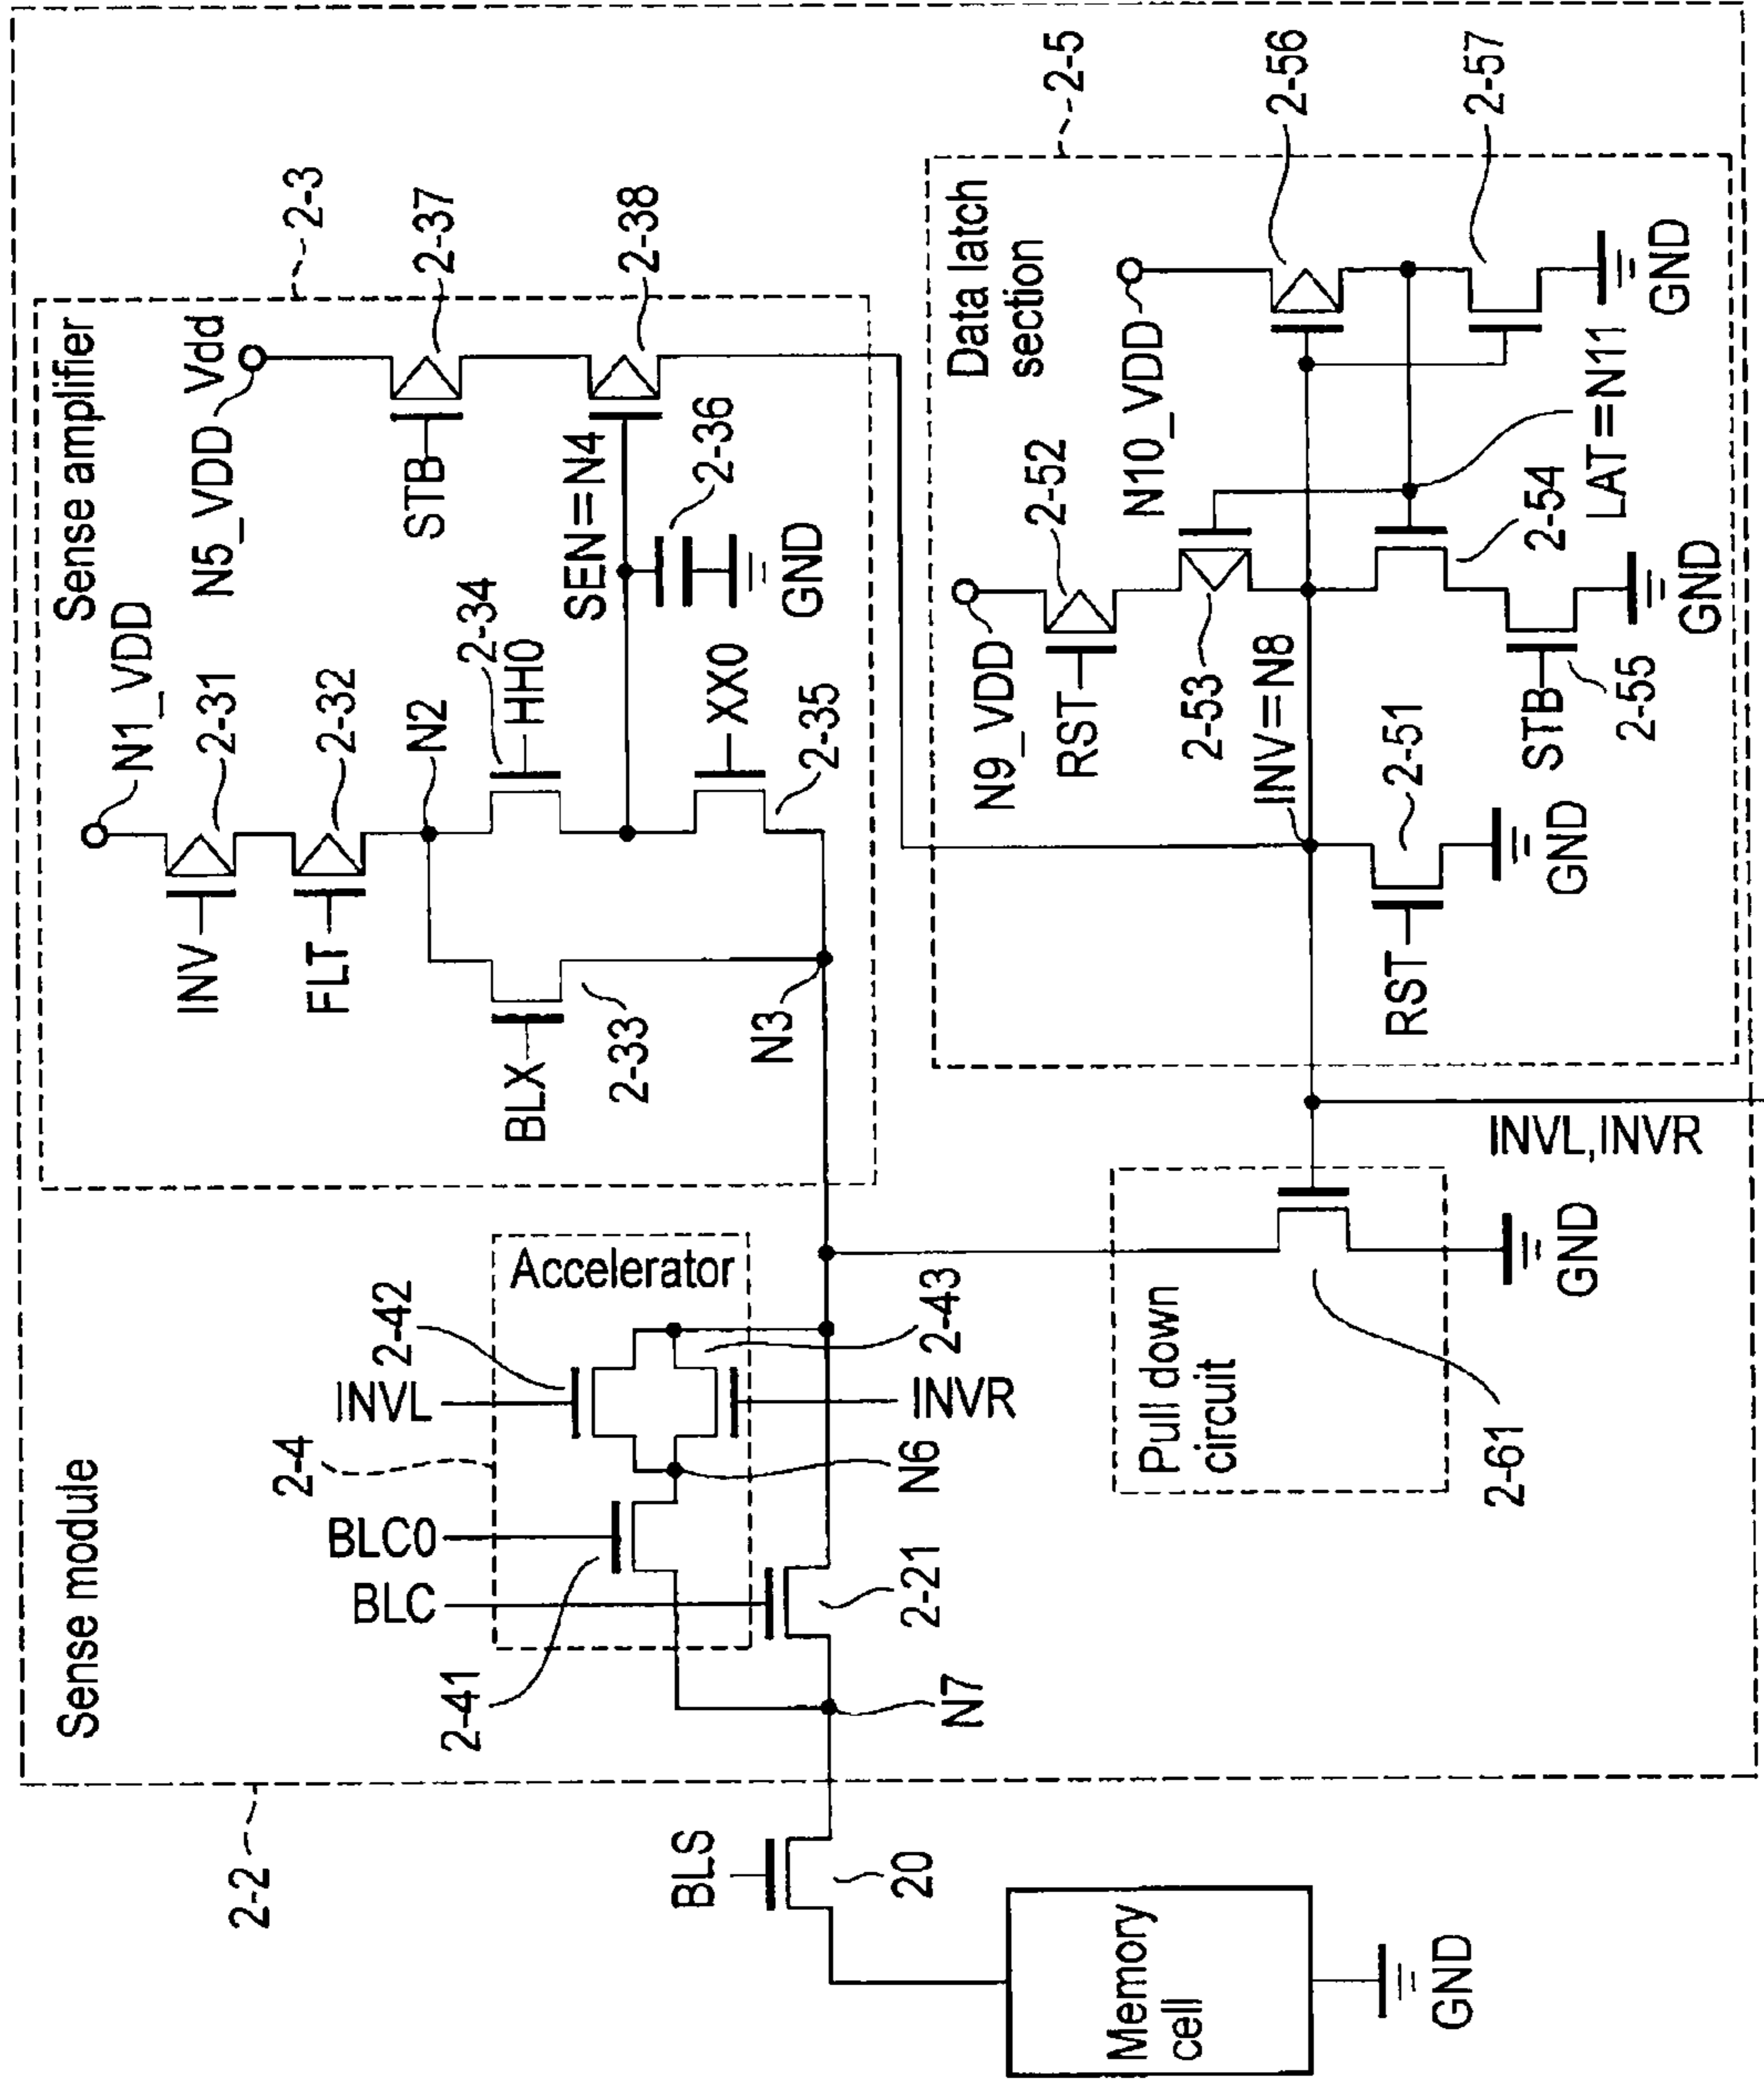 Sense module
2-2
Sense amplifier
2-3
N1_VDD
N5_VDD
Vdd
INV
2-31
FLT
2-32
N2
STB
2-37
2-38
2-34
HH0
SEN=N4
2-36
GND
BLX
2-33
XX0
2-35
N3
Accelerator
2-4
2-42
INVL
2-43
INVR
N6
BLC0
BLC
2-41
2-21
N7
BLS
20
Memory
cell
GND
Pull down
circuit
2-61
GND
INVL,INVR
Data latch
section
2-5
N9_VDD
N10_VDD
2-52
RST
2-53
INV=N8
2-56
2-57
GND
LAT=N11
2-54
STB
2-55
GND
2-51
RST
GND